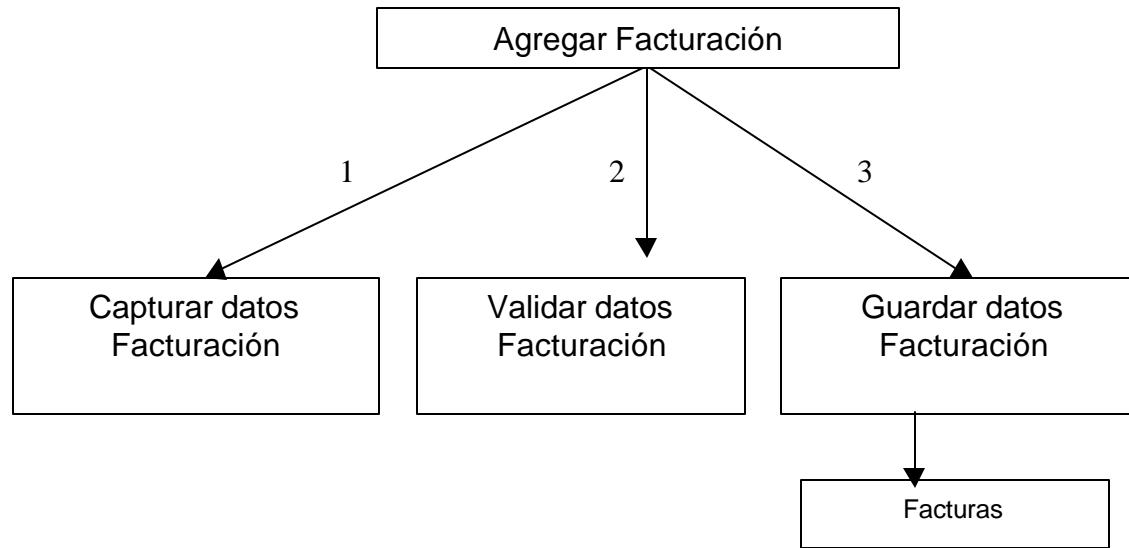 Agregar Facturación
1
2
3
Capturar datos
Facturación
Validar datos
Facturación
Guardar datos
Facturación
Facturas